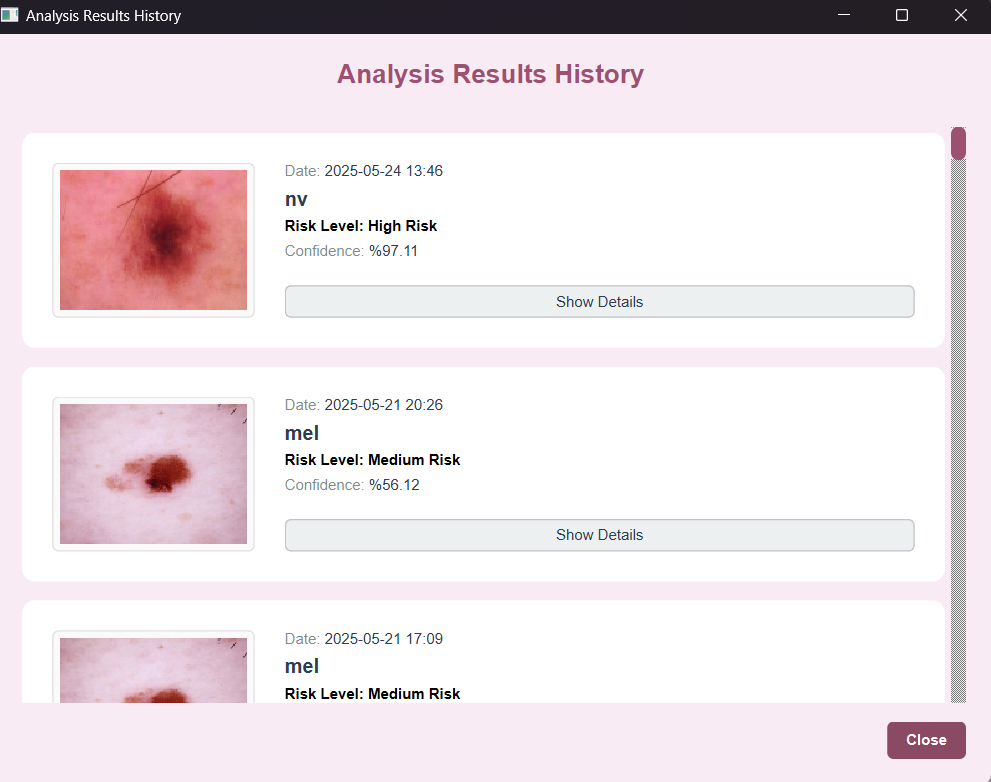 Analysis Results History
Analysis Results History
Date: 2025-05-24 13:46
nv
Risk Level: High Risk
Confidence: %97.11
Show Details
Date: 2025-05-21 20:26
mel
Risk Level: Medium Risk
Confidence: %56.12
Show Details
Date: 2025-05-21 17:09
mel
Risk Level: Medium Risk
Close